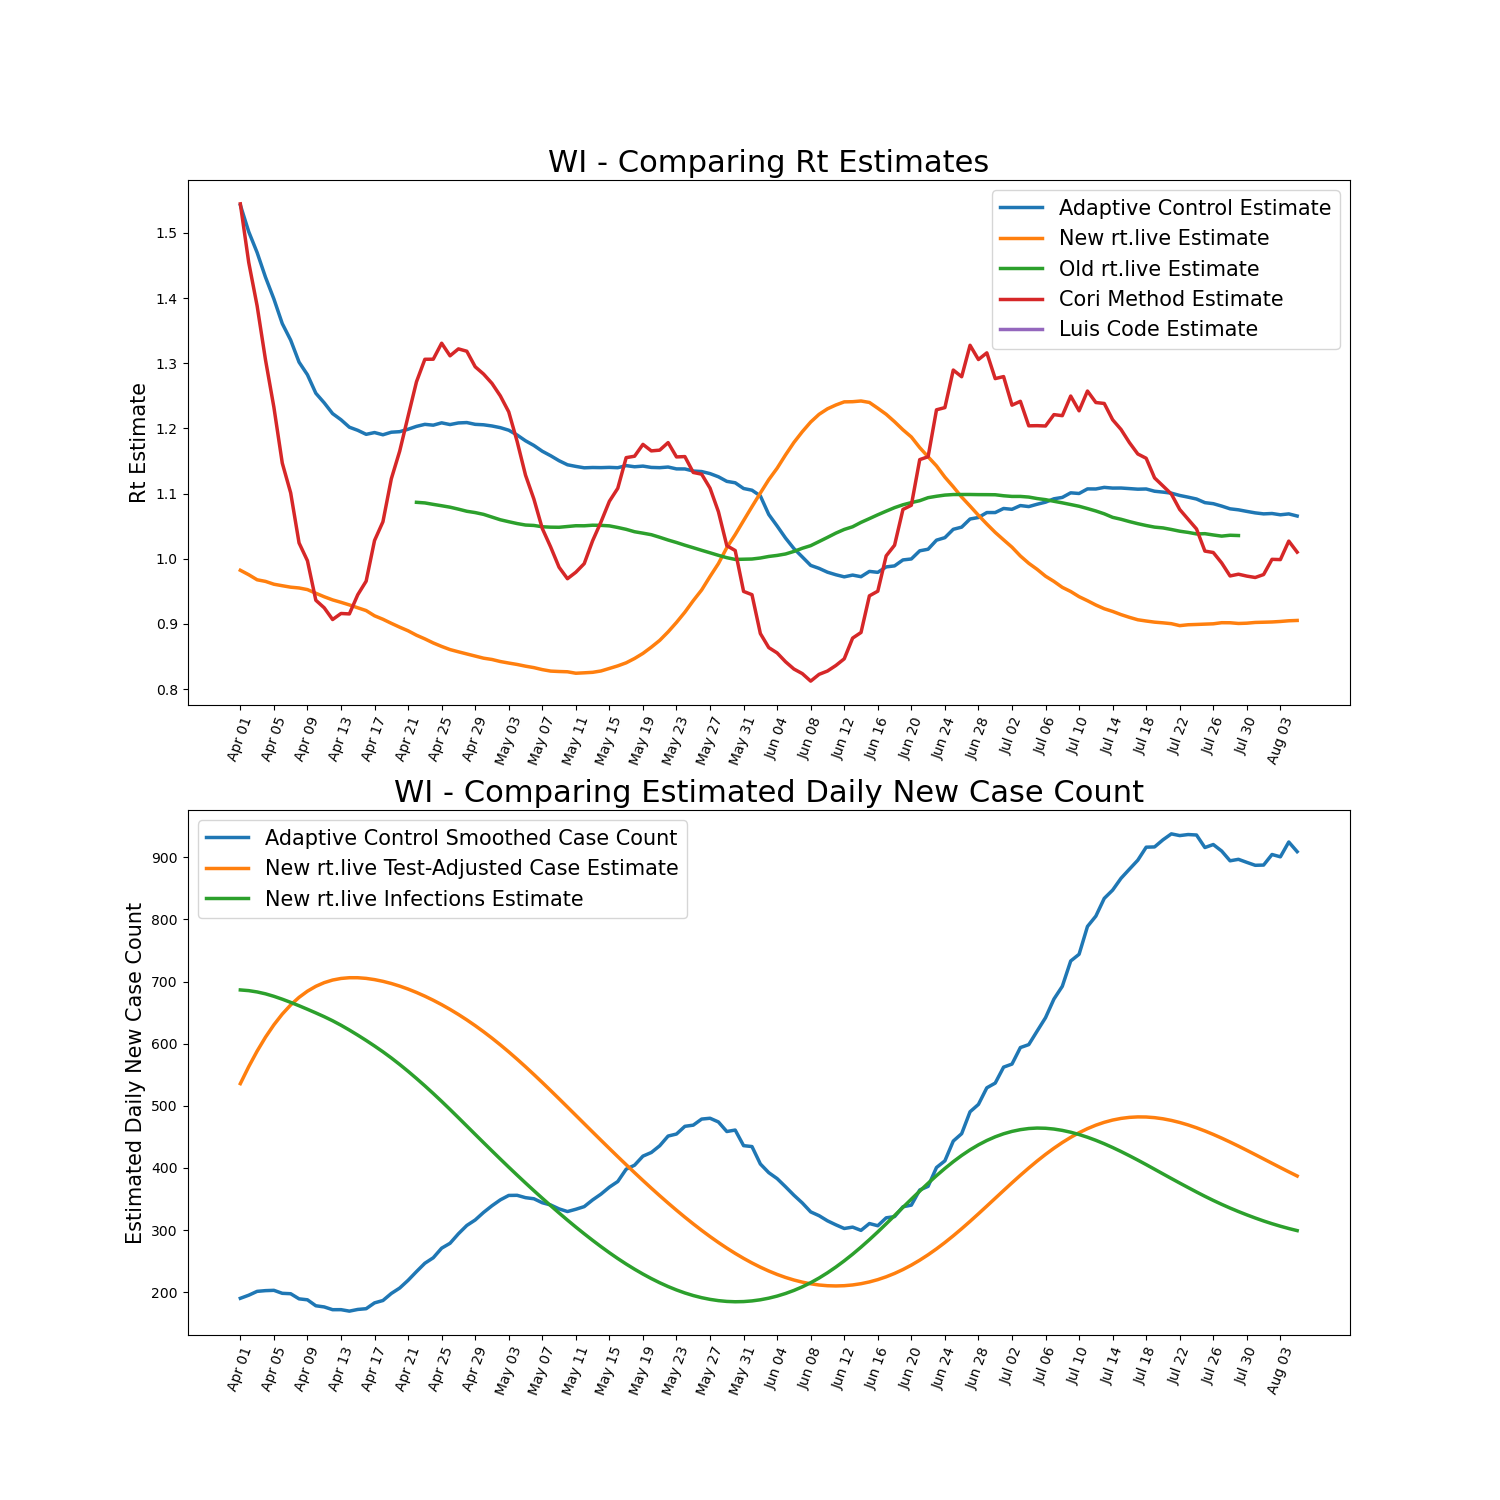 WI - Comparing Rt Estimates
Adaptive Control Estimate
New rt.live Estimate
Old rt.live Estimate
Cori Method Estimate
Luis Code Estimate
Rt Estimate
1.5
1.4
1.3
1.2
1.1
1.0
0.9
0.8
Apr 01
Apr 05
Apr 09
Apr 13
Apr 17
Apr 21
Apr 25
Apr 29
May 03
May 07
May 11
May 15
May 19
May 23
May 27
May 31
Jun 04
Jun 08
Jun 12
Jun 16
Jun 20
Jun 24
Jun 28
Jul 02
Jul 06
Jul 10
Jul 14
Jul 18
Jul 22
Jul 26
Jul 30
Aug 03
WI - Comparing Estimated Daily New Case Count
Adaptive Control Smoothed Case Count
New rt.live Test-Adjusted Case Estimate
New rt.live Infections Estimate
Estimated Daily New Case Count
900
800
700
600
500
400
300
200
Apr 01
Apr 05
Apr 09
Apr 13
Apr 17
Apr 21
Apr 25
Apr 29
May 03
May 07
May 11
May 15
May 19
May 23
May 27
May 31
Jun 04
Jun 08
Jun 12
Jun 16
Jun 20
Jun 24
Jun 28
Jul 02
Jul 06
Jul 10
Jul 14
Jul 18
Jul 22
Jul 26
Jul 30
Aug 03